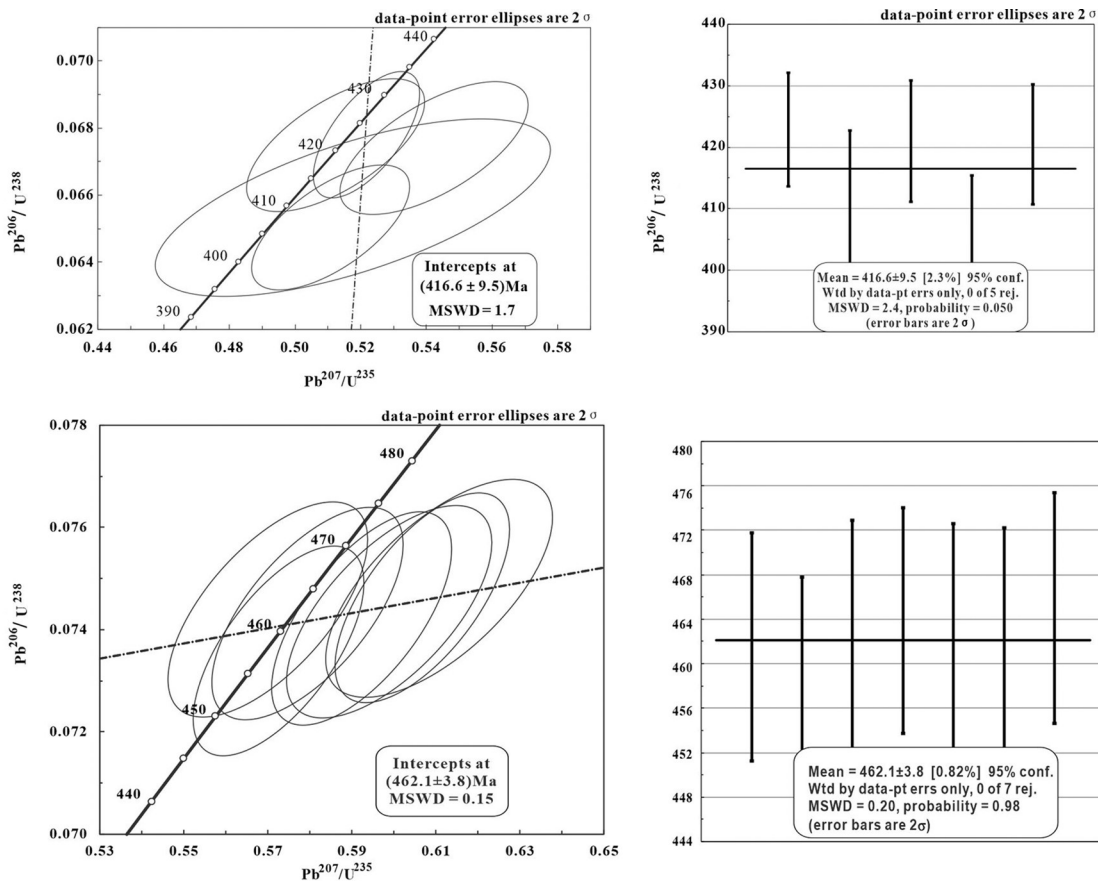 data-point error ellipses are 2 σ
0.070
0.068
0.066
0.064
0.062
Pb²⁰⁶/ U²³⁸
440
430
420
410
400
390
Intercepts at
(416.6 ± 9.5)Ma
MSWD = 1.7
0.44 0.46 0.48 0.50 0.52 0.54 0.56 0.58
Pb²⁰⁷/U²³⁵
data-point error ellipses are 2 σ
440
430
420
410
400
390
Pb²⁰⁶/ U²³⁸
Mean = 416.6±9.5 [2.3%] 95% conf.
Wtd by data-pt errs only, 0 of 5 rej.
MSWD = 2.4, probability = 0.050
(error bars are 2 σ )
data-point error ellipses are 2 σ
0.078
0.076
0.074
0.072
0.070
Pb²⁰⁶/ U²³⁸
480
470
460
450
440
Intercepts at
(462.1±3.8)Ma
MSWD = 0.15
0.53 0.55 0.57 0.59 0.61 0.63 0.65
Pb²⁰⁷/U²³⁵
480
476
472
468
464
460
456
452
448
444
Mean = 462.1±3.8 [0.82%] 95% conf.
Wtd by data-pt errs only, 0 of 7 rej.
MSWD = 0.20, probability = 0.98
(error bars are 2σ)